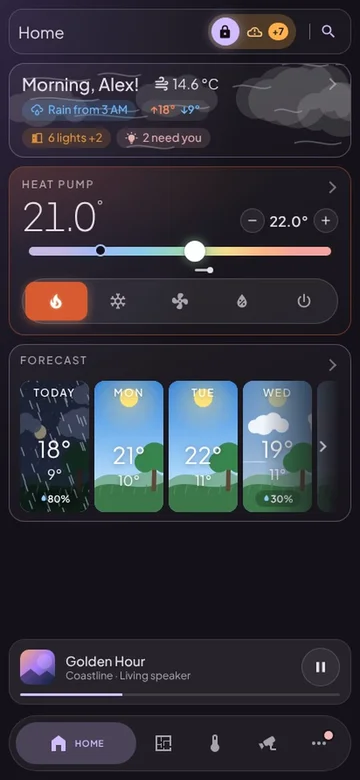 Home
+7
Morning, Alex! 14.6 °C
Rain from 3 AM ↑18° ↓9°
6 lights +2 2 need you
HEAT PUMP
21.0°
− 22.0° +
FORECAST
TODAY MON TUE WED
18° 21° 22° 19°
9° 10° 11° 11°
80% 30%
Golden Hour
Coastline · Living speaker
HOME